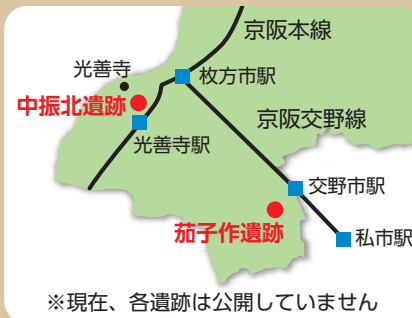 京阪本線
光善寺
枚方市駅
中振北遺跡
京阪交野線
光善寺駅
交野市駅
茄子作遺跡
私市駅
※現在、各遺跡は公開していません